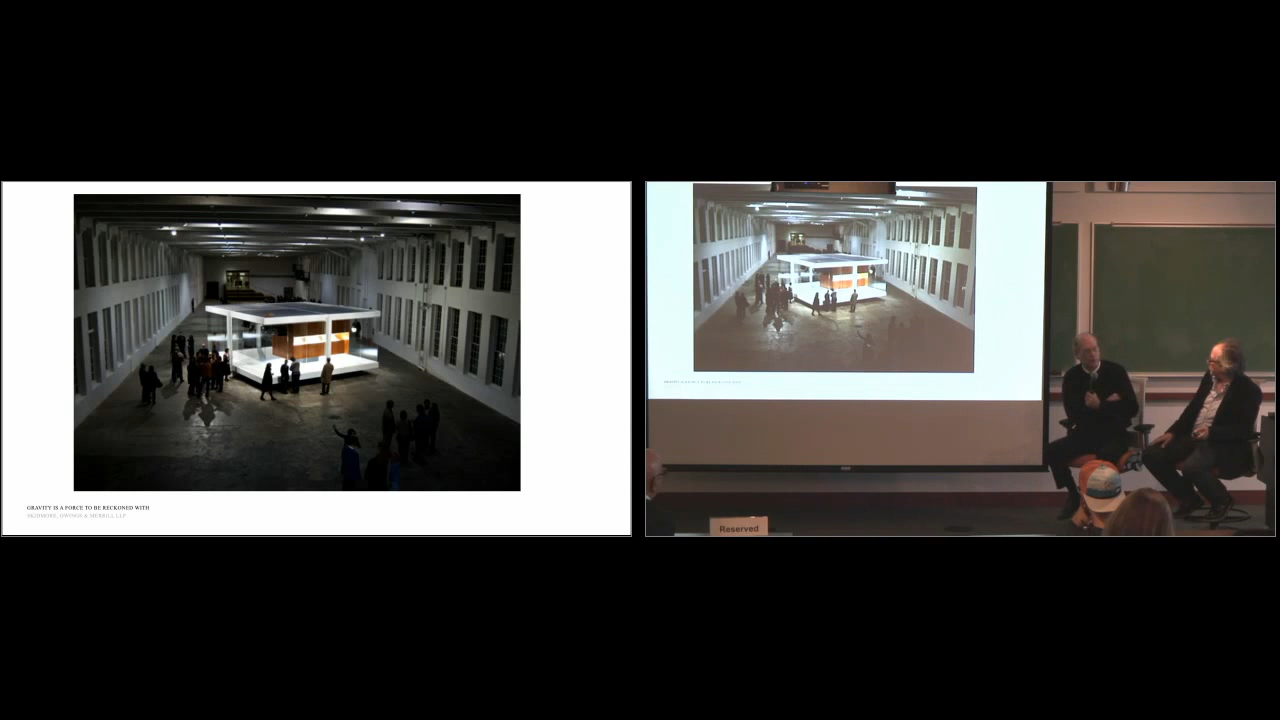 GRAVITY IS A FORCE TO BE RECKONED WITH
SKIDMORE, OWINGS & MERRILL LLP
Reserved